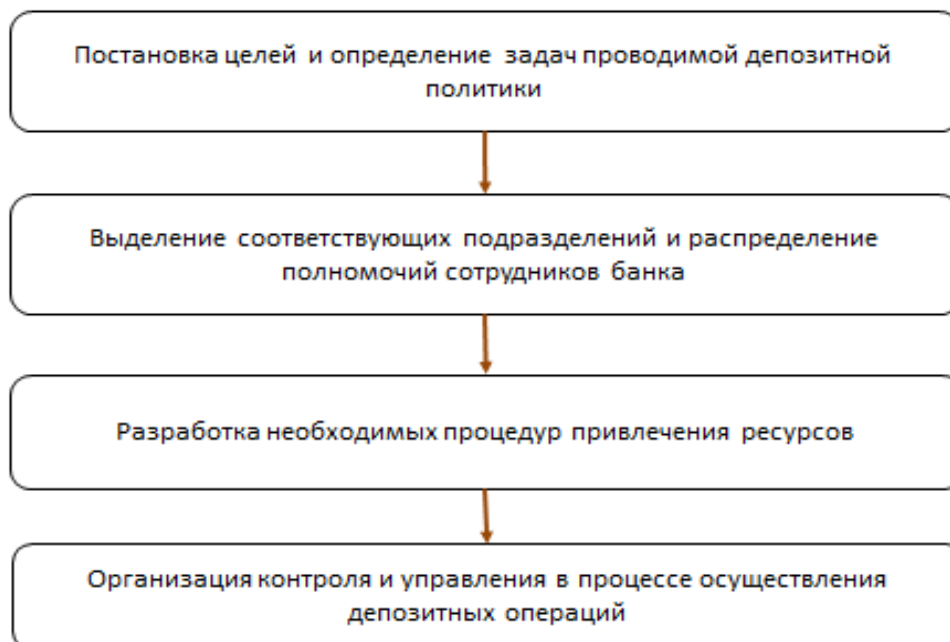 Постановка целей и определение задач проводимой депозитной
политики
Выделение соответствующих подразделений и распределение
полномочий сотрудников банка
Разработка необходимых процедур привлечения ресурсов
Организация контроля и управления в процессе осуществления
депозитных операций